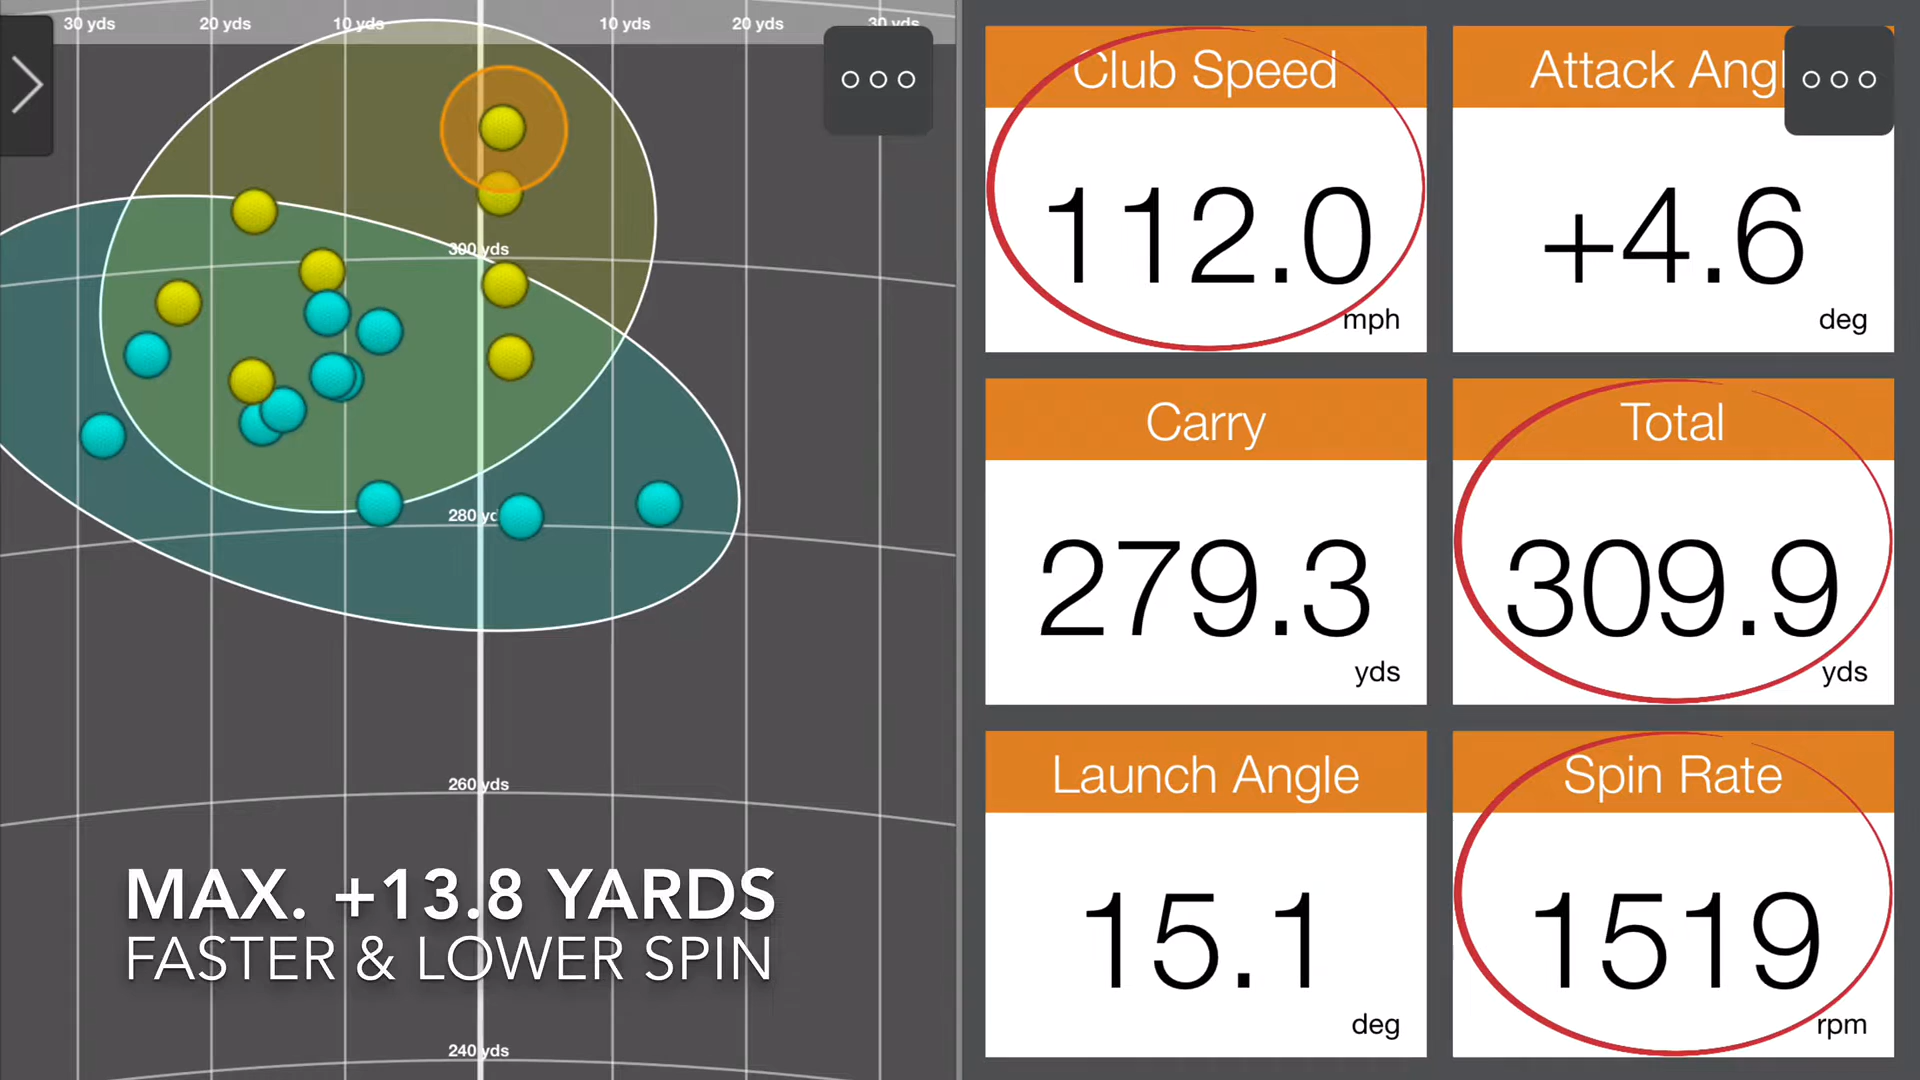 30 yds 20 yds 10 yds 10 yds 20 yds 30 yds
300 yds
280
260 yds
240 yds
MAX. +13.8 YARDS
FASTER & LOWER SPIN
Club Speed
112.0
mph
Attack
+4.6
deg
Carry
279.3
yds
Total
309.9
yds
Launch Angle
15.1
deg
Spin Rate
1519
rpm